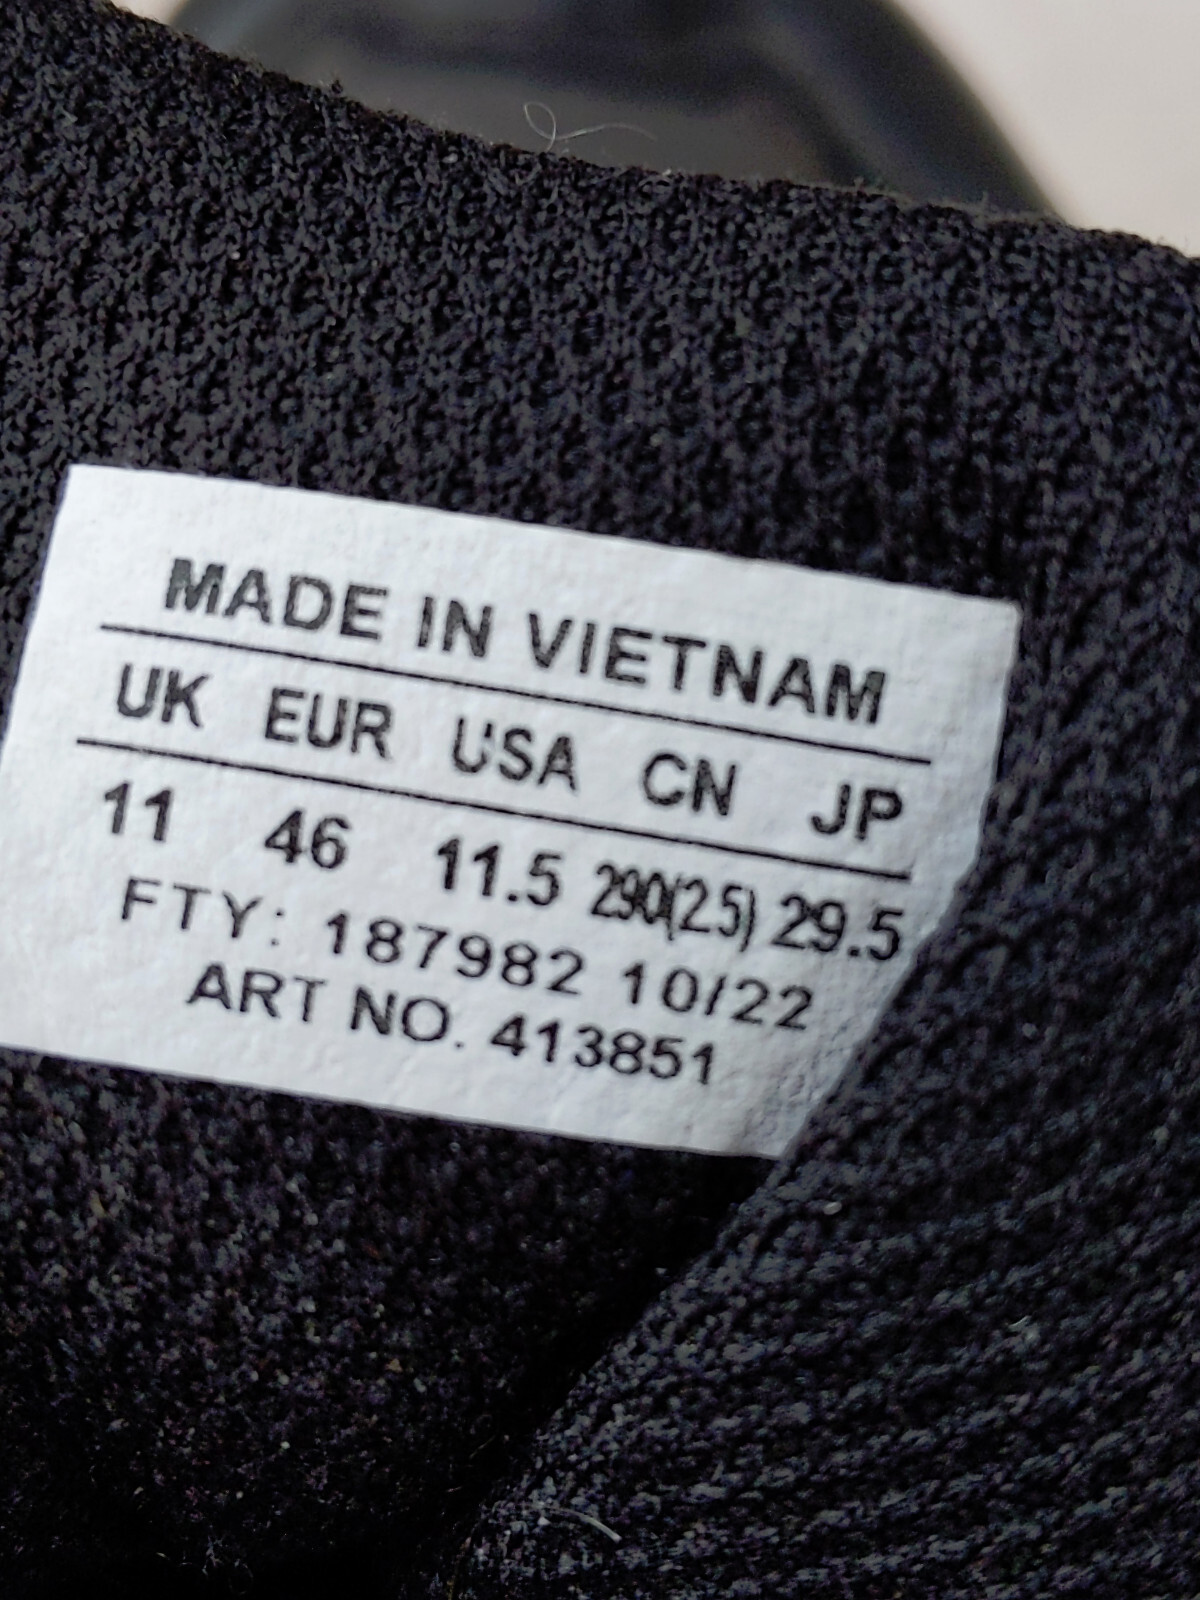 MADE IN VIETNAM
UK EUR USA CN JP
11 46 11.5 290(2.5) 29.5
FTY: 187982 10/22
ART NO. 413851